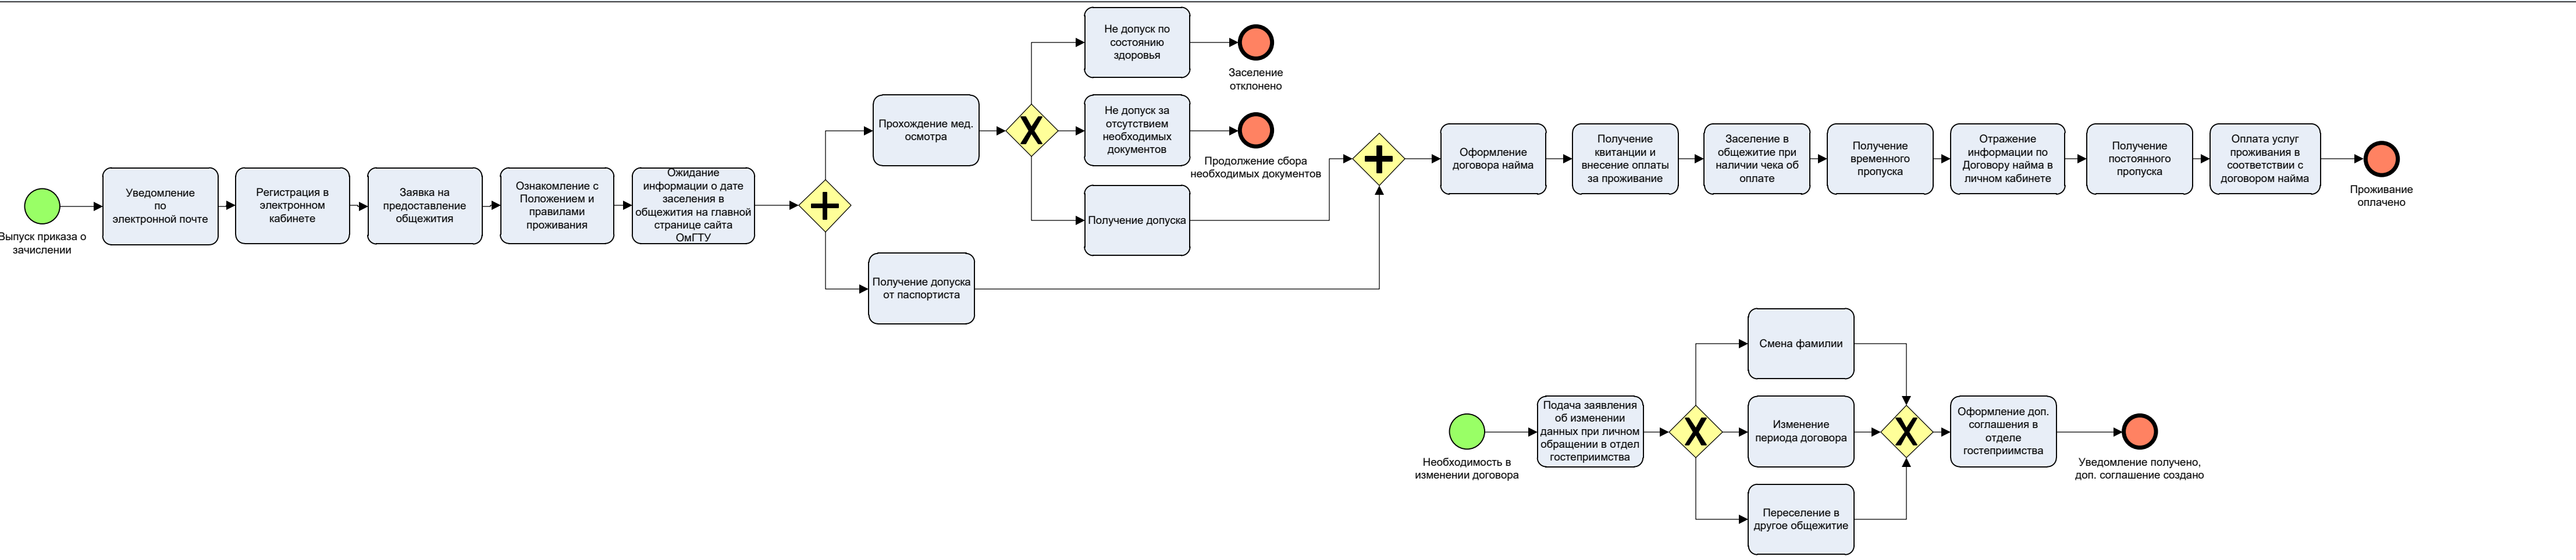 Выпуск приказа о
зачислении
Уведомление
по
электронной почте
Регистрация в
электронном
кабинете
Заявка на
предоставление
общежития
Ознакомление с
Положением и
правилами
проживания
Ожидание
информации о дате
заселения в
общежития на главной
странице сайта
ОмГТУ
Прохождение мед.
осмотра
Получение допуска
от паспортиста
Не допуск по
состоянию
здоровья
Заселение
отклонено
Не допуск за
отсутствием
необходимых
документов
Продолжение сбора
необходимых документов
Получение допуска
Оформление
договора найма
Получение
квитанции и
внесение оплаты
за проживание
Заселение в
общежитие при
наличии чека об
оплате
Получение
временного
пропуска
Отражение
информации по
Договору найма в
личном кабинете
Получение
постоянного
пропуска
Оплата услуг
проживания в
соответствии с
договором найма
Проживание
оплачено
Необходимость в
изменении договора
Подача заявления
об изменении
данных при личном
обращении в отдел
гостеприимства
Смена фамилии
Изменение
периода договора
Переселение в
другое общежитие
Оформление доп.
соглашения в
отделе
гостеприимства
Уведомление получено,
доп. соглашение создано